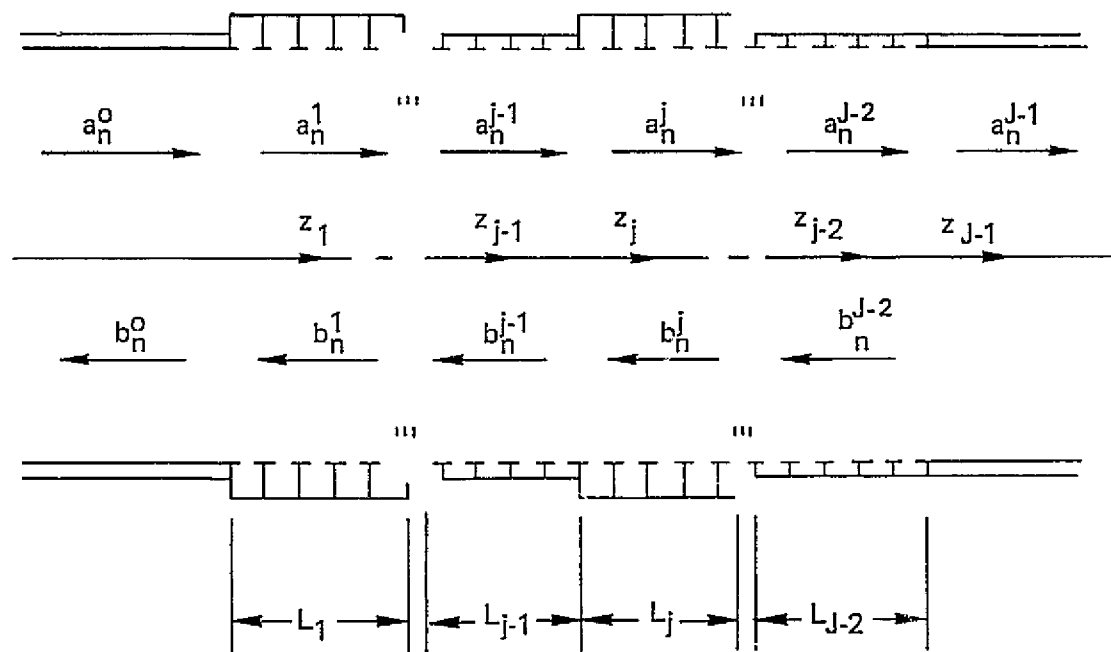 a_n^o a_n^1 a_n^{j-1} a_n^j a_n^{J-2} a_n^{J-1}
z_1 z_{j-1} z_j z_{j-2} z_{J-1}
b_n^o b_n^1 b_n^{j-1} b_n^j b_n^{J-2}
L_1 L_{j-1} L_j L_{J-2}